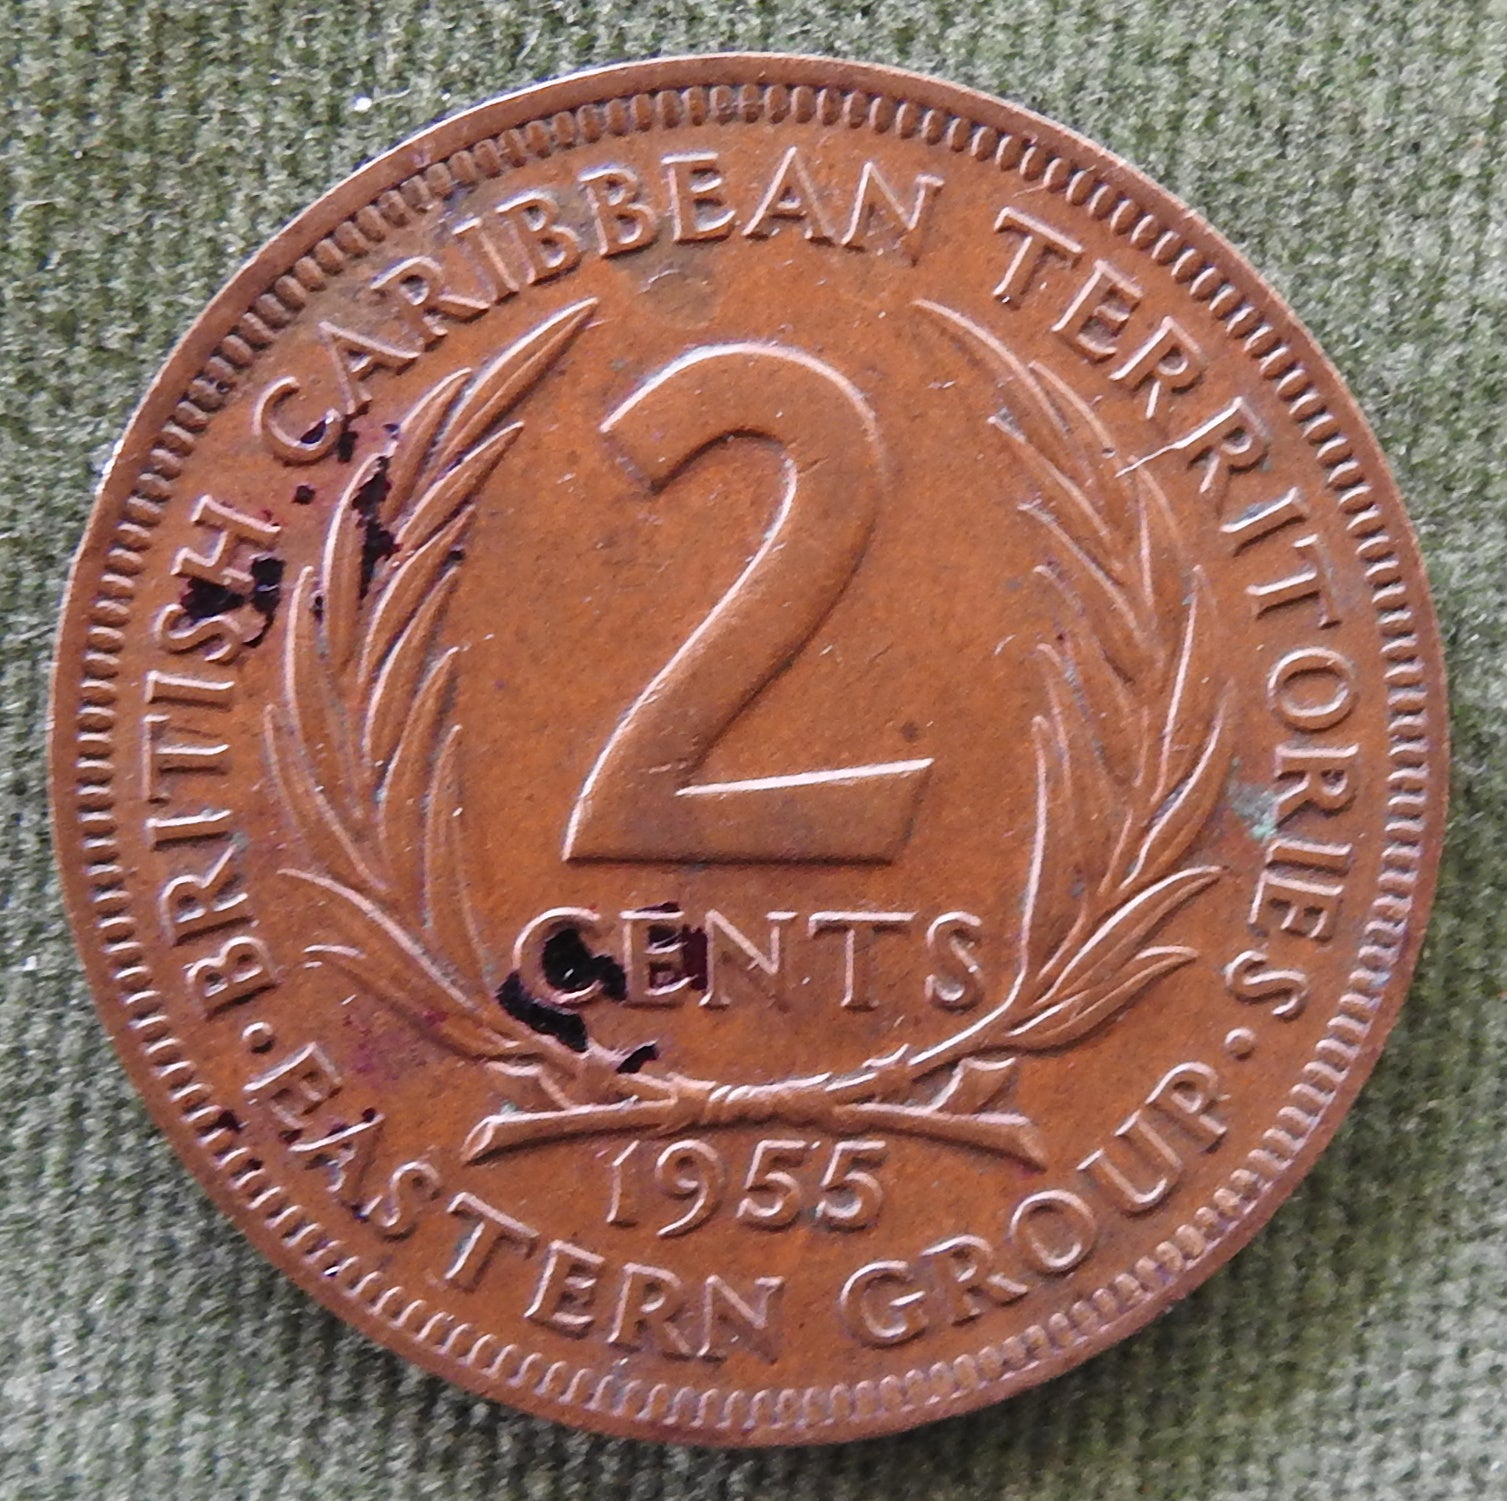 BRITISH CARIBBEAN TERRITORIES
2
CENTS
1955
· EASTERN GROUP ·